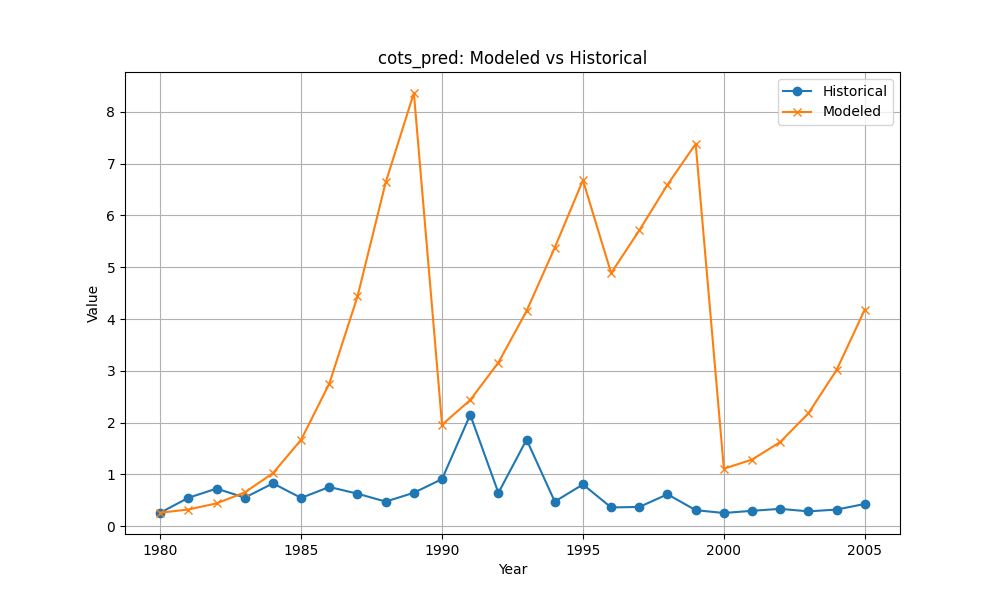 cots_pred: Modeled vs Historical
Historical
Modeled
Value
8
7
6
5
4
3
2
1
0
1980 1985 1990 1995 2000 2005
Year